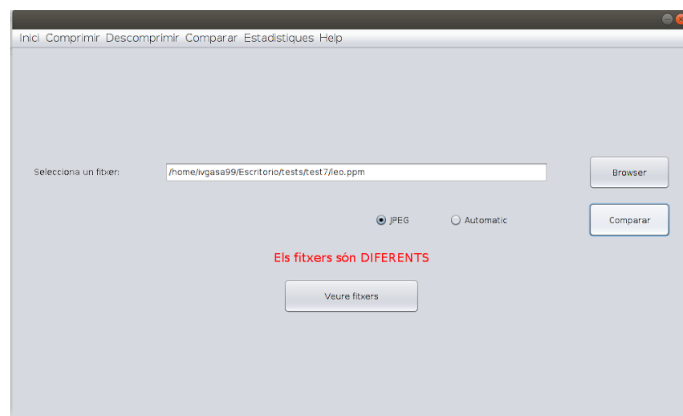 Inici Comprimir Descomprimir Comparar Estadistiques Help
Selecciona un fitxer: /home/ivgasa99/Escritorio/tests/test7/leo.ppm Browser
JPEG Automatic Comparar
Els fitxers són DIFERENTS
Veure fitxers